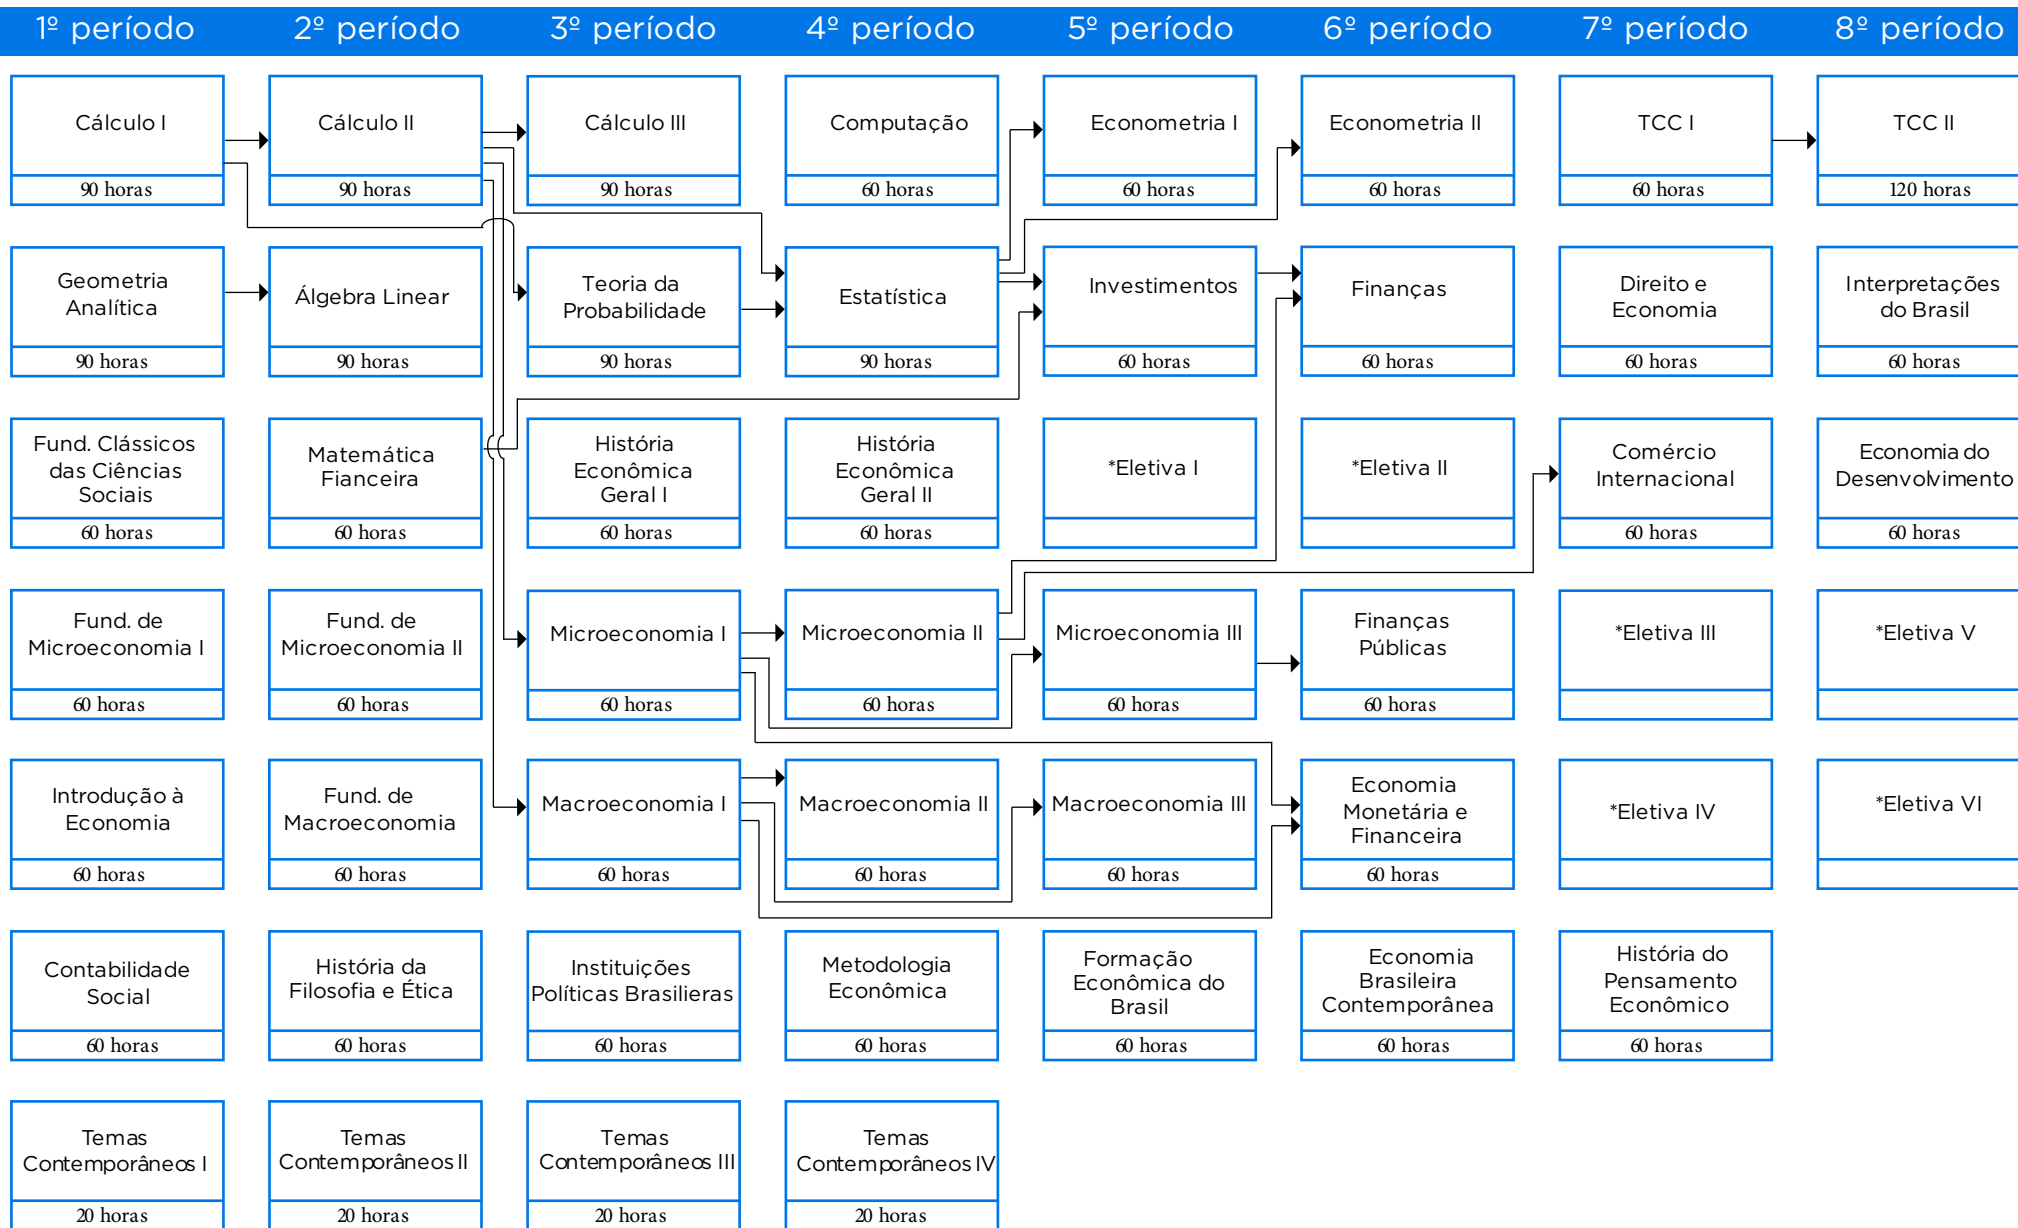 1º período
2º período
3º período
4º período
5º período
6º período
7º período
8º período
Cálculo I
90 horas
Cálculo II
90 horas
Cálculo III
90 horas
Computação
60 horas
Econometria I
60 horas
Econometria II
60 horas
TCC I
60 horas
TCC II
120 horas
Geometria
Analítica
90 horas
Álgebra Linear
90 horas
Teoria da
Probabilidade
90 horas
Estatística
90 horas
Investimentos
60 horas
Finanças
60 horas
Direito e
Economia
60 horas
Interpretações
do Brasil
60 horas
Fund. Clássicos
das Ciências
Sociais
60 horas
Matemática
Fianceira
60 horas
História
Econômica
Geral I
60 horas
História
Econômica
Geral II
60 horas
*Eletiva I
*Eletiva II
Comércio
Internacional
60 horas
Economia do
Desenvolvimento
60 horas
Fund. de
Microeconomia I
60 horas
Fund. de
Microeconomia II
60 horas
Microeconomia I
60 horas
Microeconomia II
60 horas
Microeconomia III
60 horas
Finanças
Públicas
60 horas
*Eletiva III
*Eletiva V
Introdução à
Economia
60 horas
Fund. de
Macroeconomia
60 horas
Macroeconomia I
60 horas
Macroeconomia II
60 horas
Macroeconomia III
60 horas
Economia
Monetária e
Financeira
60 horas
*Eletiva IV
*Eletiva VI
Contabilidade
Social
60 horas
História da
Filosofia e Ética
60 horas
Instituições
Políticas Brasilieras
60 horas
Metodologia
Econômica
60 horas
Formação
Econômica do
Brasil
60 horas
Economia
Brasileira
Contemporânea
60 horas
História do
Pensamento
Econômico
60 horas
Temas
Contemporâneos I
20 horas
Temas
Contemporâneos II
20 horas
Temas
Contemporâneos III
20 horas
Temas
Contemporâneos IV
20 horas